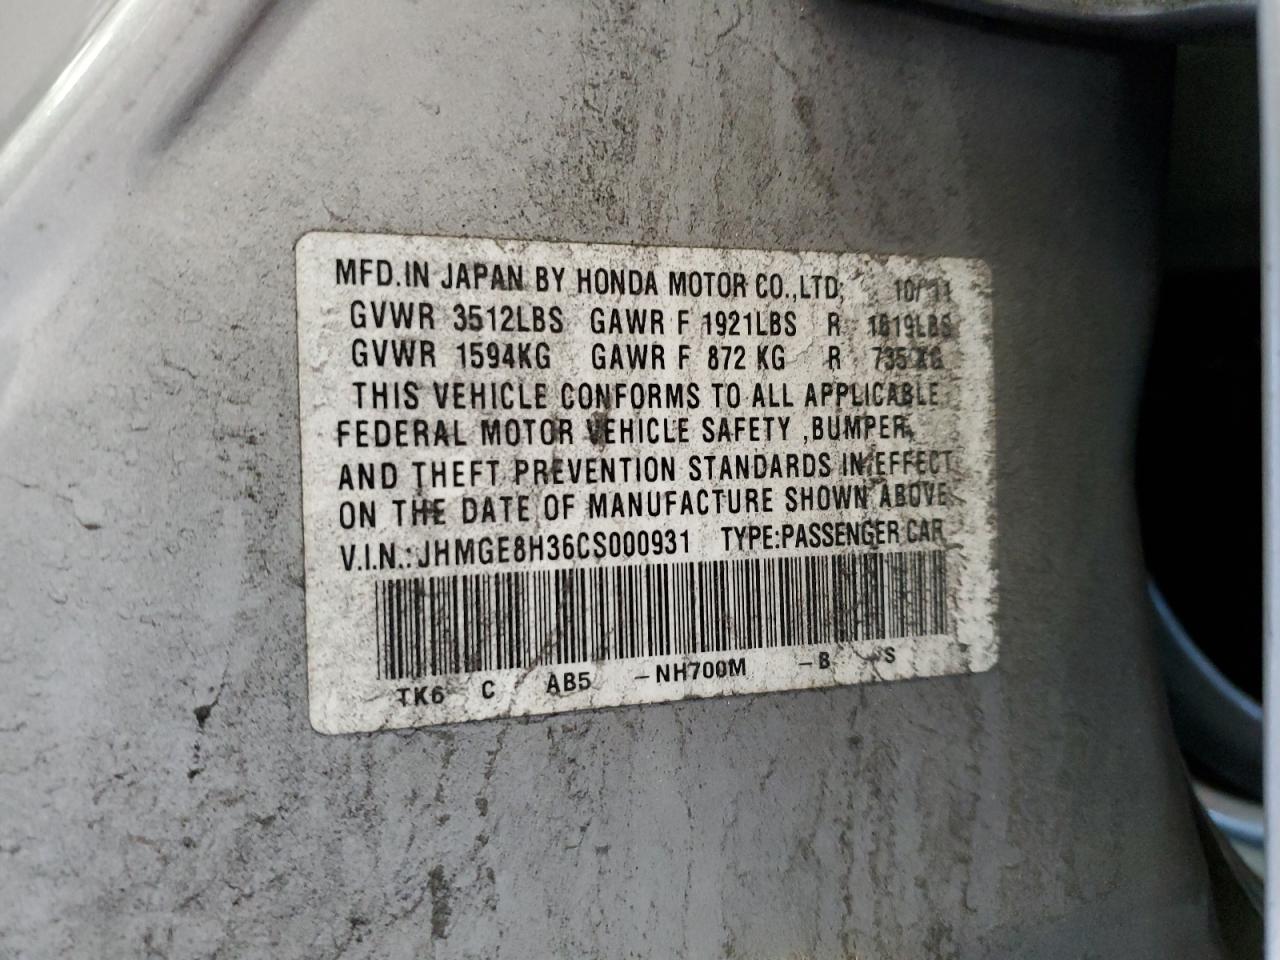 MFD.IN JAPAN BY HONDA MOTOR CO.,LTD. 10/11
GVWR 3512LBS GAWR F 1921LBS R 1619LBS
GVWR 1594KG GAWR F 872 KG R 735 KG
THIS VEHICLE CONFORMS TO ALL APPLICABLE
FEDERAL MOTOR VEHICLE SAFETY ,BUMPER,
AND THEFT PREVENTION STANDARDS IN EFFECT
ON THE DATE OF MANUFACTURE SHOWN ABOVE.
V.I.N.: JHMGE8H36CS000931 TYPE:PASSENGER CAR
TK6 C AB5 -NH700M -B S